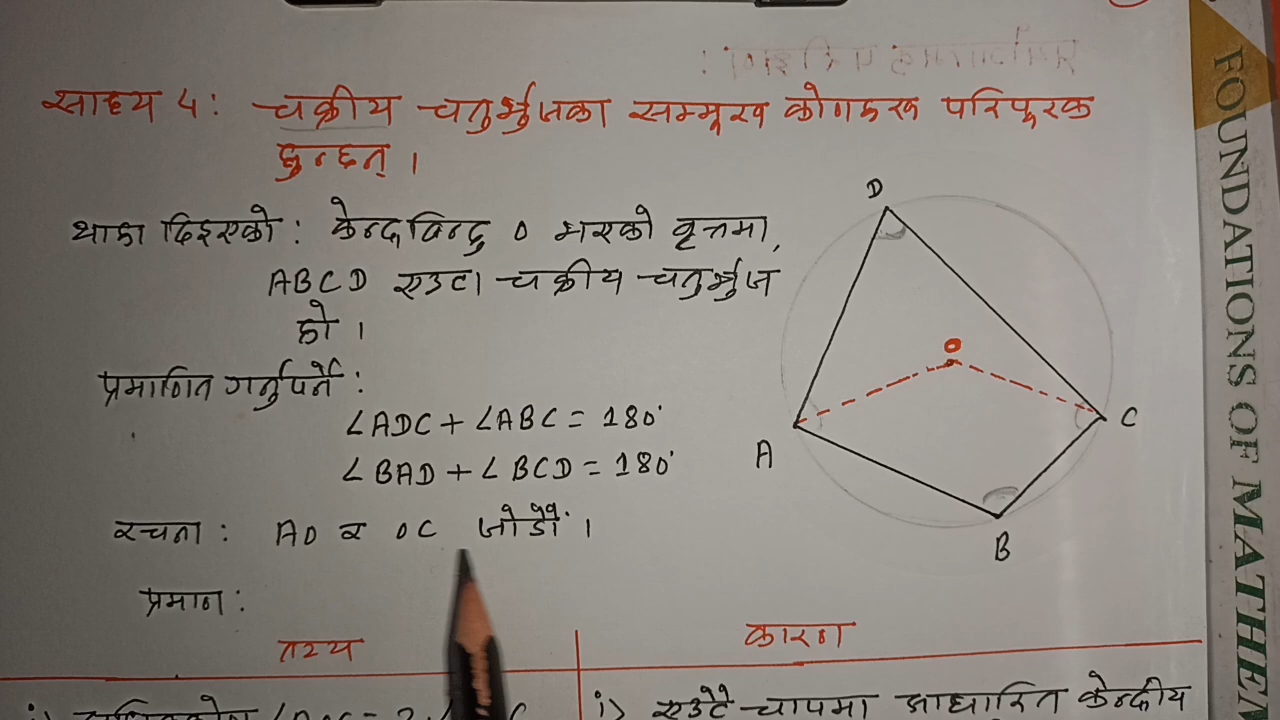 साध्य 4: चक्रीय चतुर्भुजका सम्मुख कोणहरू परिपूरक
हुन्छन् ।
थाहा दिइएको: केन्द्रविन्दु O भएको वृत्तमा,
ABCD एउटा चक्रीय चतुर्भुज
हो ।
प्रमाणित गर्नुपर्ने:
∠ADC + ∠ABC = 180°
∠BAD + ∠BCD = 180°
रचना: AO र OC जोडौं ।
प्रमाण:
तथ्य
कारण
i) एउटै चापमा आधारित केन्द्रीय
D
O
A
C
B
FOUNDATIONS OF MATHEM